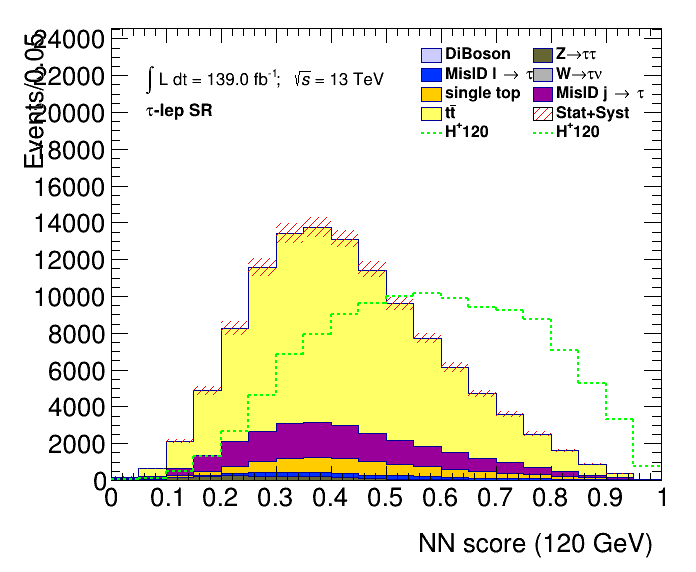 Events/0.05
24000
22000
20000
18000
16000
14000
12000
10000
8000
6000
4000
2000
0
∫ L dt = 139.0 fb⁻¹; √s = 13 TeV
τ-lep SR
DiBoson
MisID l → τ
single top
tt̄
H⁺120
Z→ττ
W→τν
MisID j → τ
Stat+Syst
H⁺120
0 0.1 0.2 0.3 0.4 0.5 0.6 0.7 0.8 0.9 1
NN score (120 GeV)